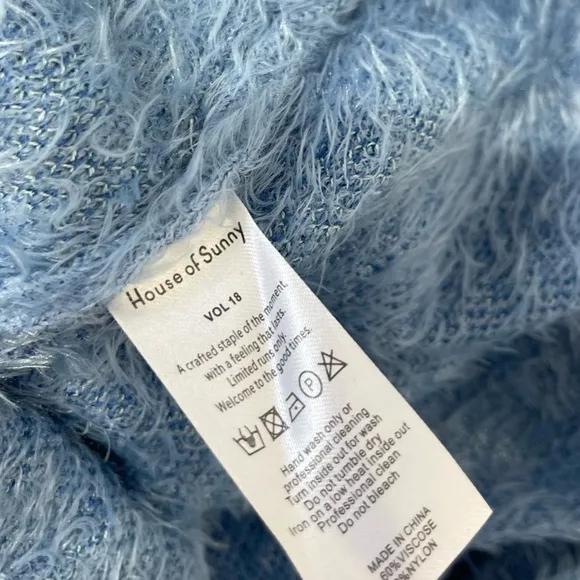 House of Sunny
VOL 18
A crafted staple of the moment,
with a feeling that lasts.
Limited runs only.
Welcome to the good times.
P
Hand wash only or
professional cleaning
Turn inside out for wash
Do not tumble dry
Iron on a low heat inside out
Professional clean
Do not bleach
MADE IN CHINA
60%VISCOSE
%NYLON